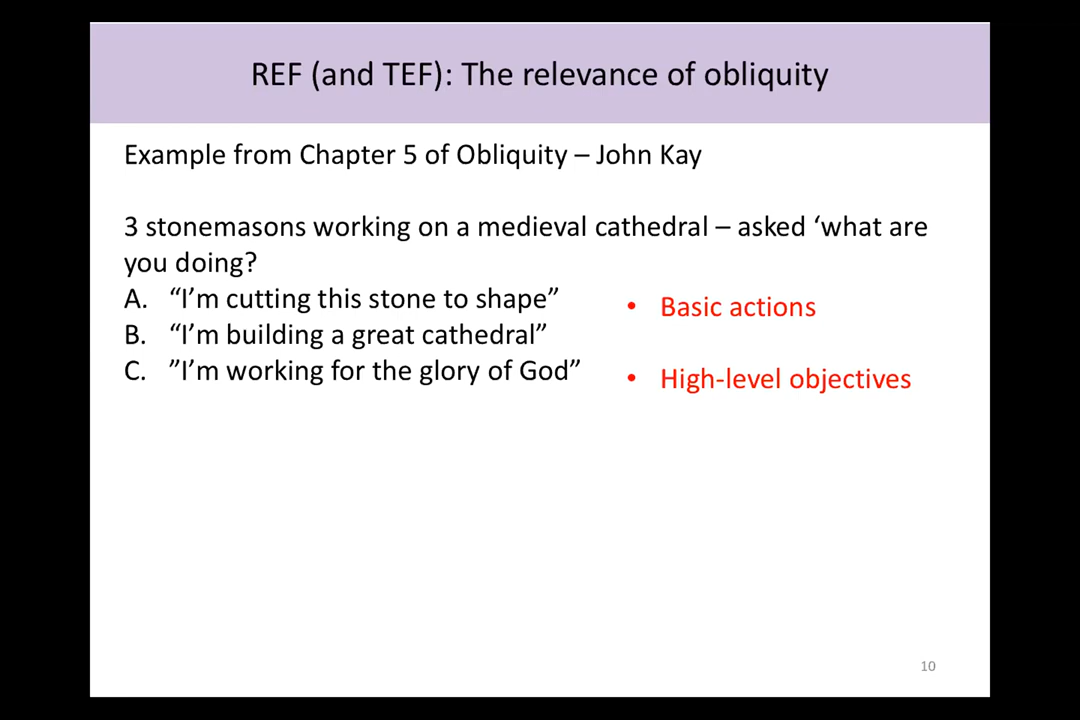 REF (and TEF): The relevance of obliquity
Example from Chapter 5 of Obliquity – John Kay
3 stonemasons working on a medieval cathedral – asked ‘what are
you doing?
A. “I’m cutting this stone to shape”
• Basic actions
B. “I’m building a great cathedral”
C. ”I’m working for the glory of God”
• High-level objectives
10